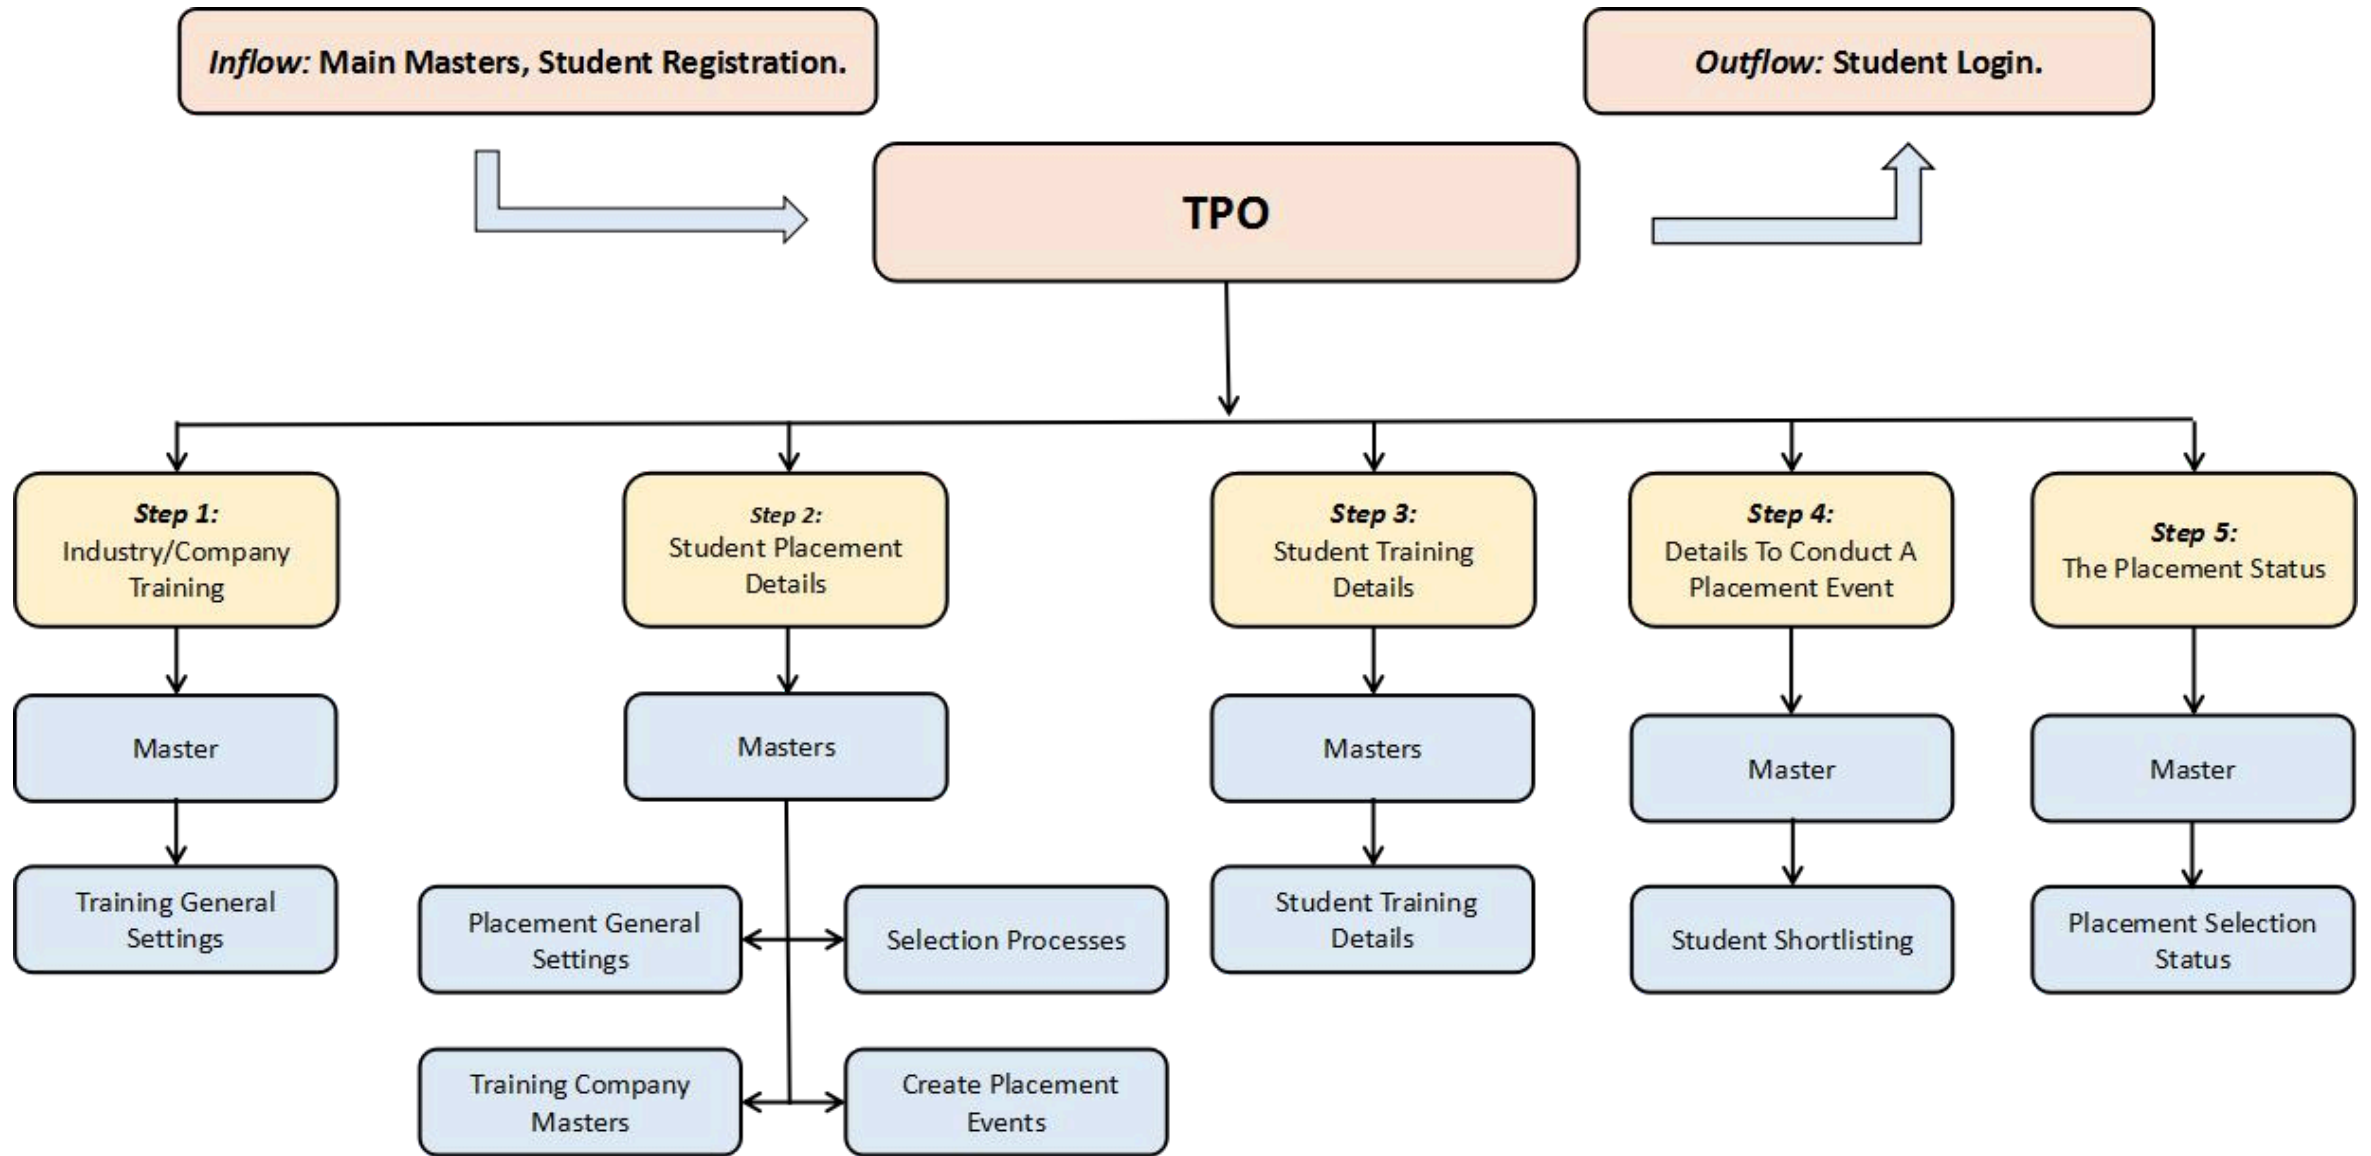 Inflow: Main Masters, Student Registration.
Outflow: Student Login.
TPO
Step 1:
Industry/Company
Training
Step 2:
Student Placement
Details
Step 3:
Student Training
Details
Step 4:
Details To Conduct A
Placement Event
Step 5:
The Placement Status
Master
Masters
Masters
Master
Master
Training General
Settings
Placement General
Settings
Selection Processes
Student Training
Details
Student Shortlisting
Placement Selection
Status
Training Company
Masters
Create Placement
Events